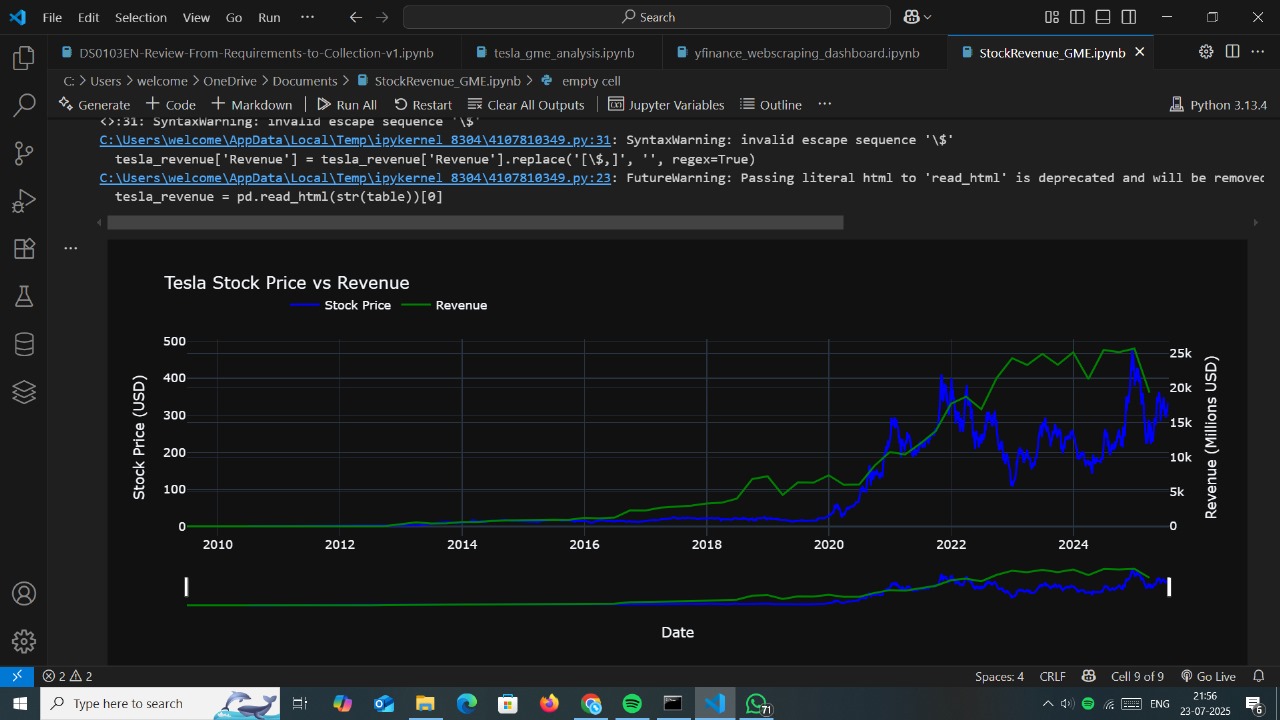 File Edit Selection View Go Run ··· Search
DS0103EN-Review-From-Requirements-to-Collection-v1.ipynb tesla_gme_analysis.ipynb yfinance_webscraping_dashboard.ipynb StockRevenue_GME.ipynb
C: > Users > welcome > OneDrive > Documents > StockRevenue_GME.ipynb > empty cell
Generate + Code + Markdown | Run All Restart Clear All Outputs | Jupyter Variables Outline ··· Python 3.13.4
<>:31: SyntaxWarning: invalid escape sequence '\$'
C:\Users\welcome\AppData\Local\Temp\ipykernel_8304\4107810349.py:31: SyntaxWarning: invalid escape sequence '\$'
tesla_revenue['Revenue'] = tesla_revenue['Revenue'].replace('[\$,]', '', regex=True)
C:\Users\welcome\AppData\Local\Temp\ipykernel_8304\4107810349.py:23: FutureWarning: Passing literal html to 'read_html' is deprecated and will be removed
tesla_revenue = pd.read_html(str(table))[0]
···
Tesla Stock Price vs Revenue
Stock Price Revenue
Stock Price (USD)
500
400
300
200
100
0
25k
20k
15k
10k
5k
0
Revenue (Millions USD)
2010 2012 2014 2016 2018 2020 2022 2024
Date
2 2 Spaces: 4 CRLF Cell 9 of 9 Go Live
Type here to search
71
ENG
21:56
23-07-2025
6